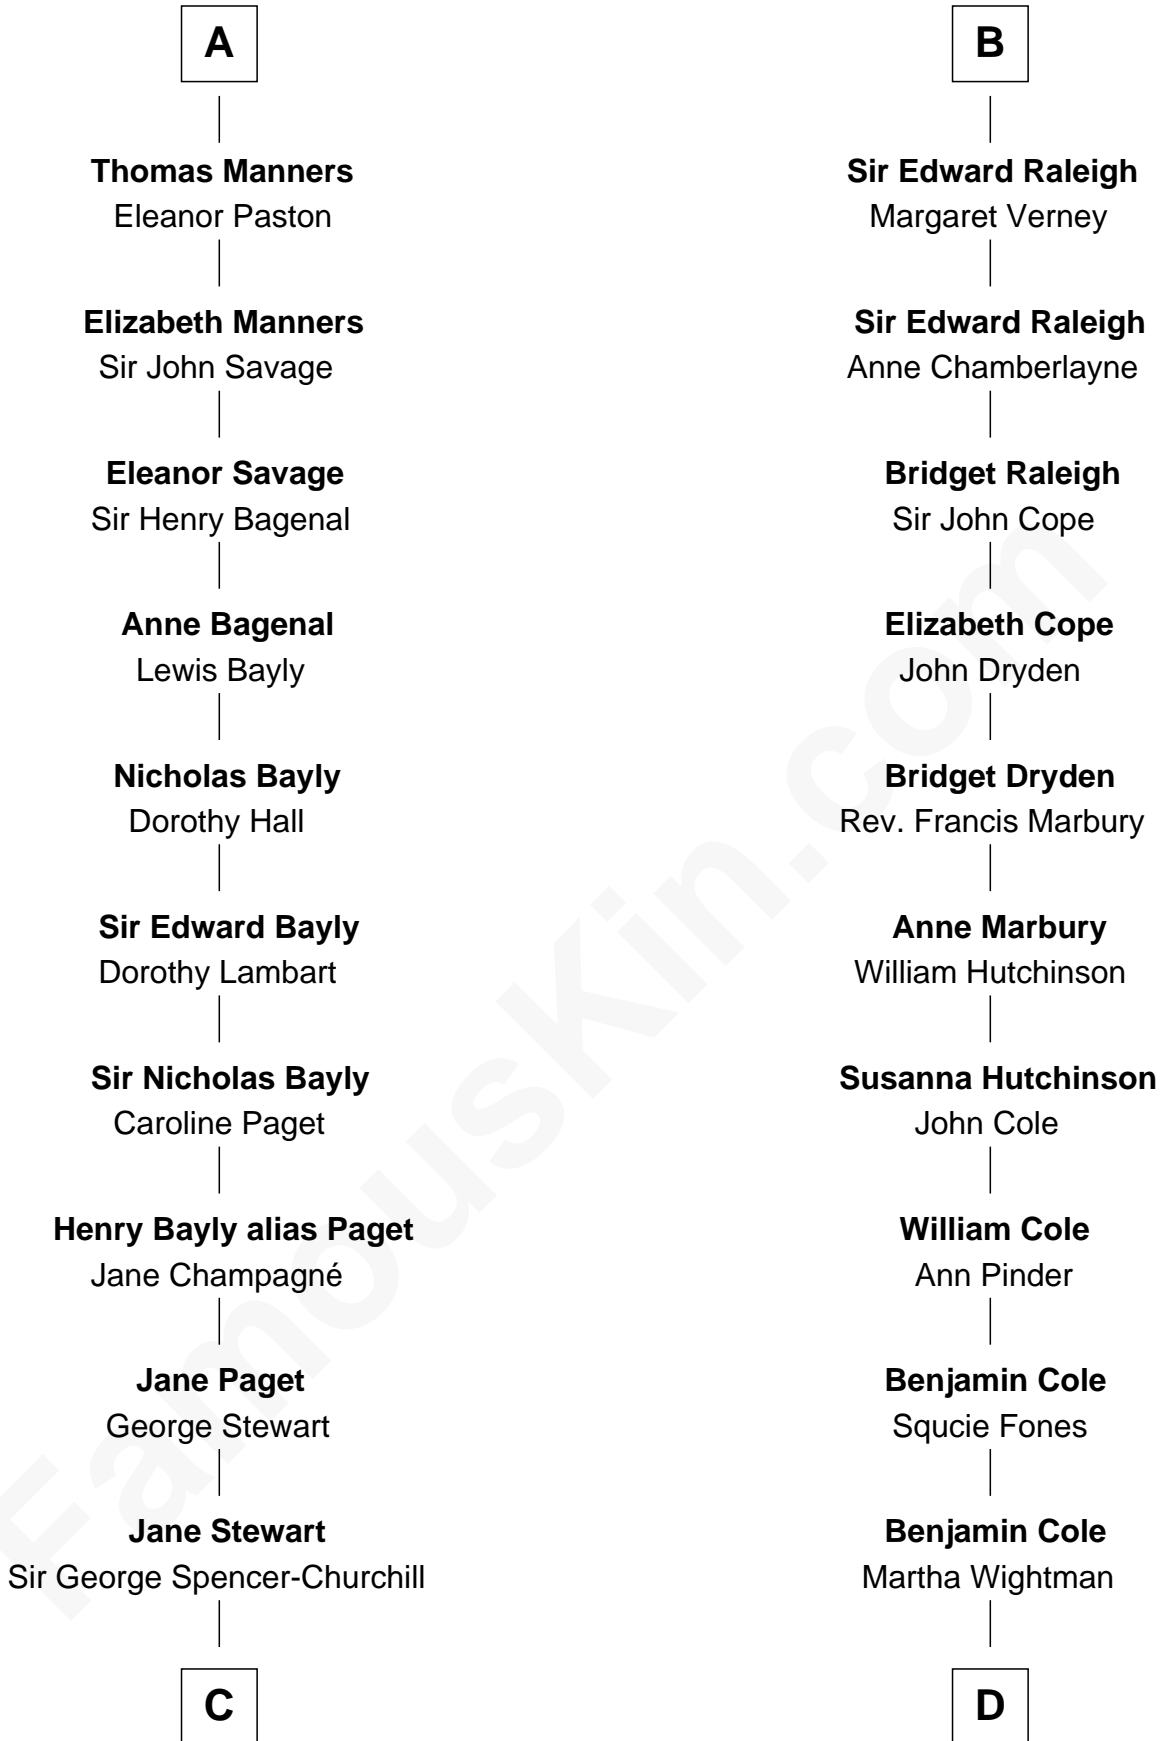 A
Thomas Manners
Eleanor Paston
Elizabeth Manners
Sir John Savage
Eleanor Savage
Sir Henry Bagenal
Anne Bagenal
Lewis Bayly
Nicholas Bayly
Dorothy Hall
Sir Edward Bayly
Dorothy Lambart
Sir Nicholas Bayly
Caroline Paget
Henry Bayly alias Paget
Jane Champagné
Jane Paget
George Stewart
Jane Stewart
Sir George Spencer-Churchill
C
B
Sir Edward Raleigh
Margaret Verney
Sir Edward Raleigh
Anne Chamberlayne
Bridget Raleigh
Sir John Cope
Elizabeth Cope
John Dryden
Bridget Dryden
Rev. Francis Marbury
Anne Marbury
William Hutchinson
Susanna Hutchinson
John Cole
William Cole
Ann Pinder
Benjamin Cole
Squcie Fones
Benjamin Cole
Martha Wightman
D
FamousKin.com